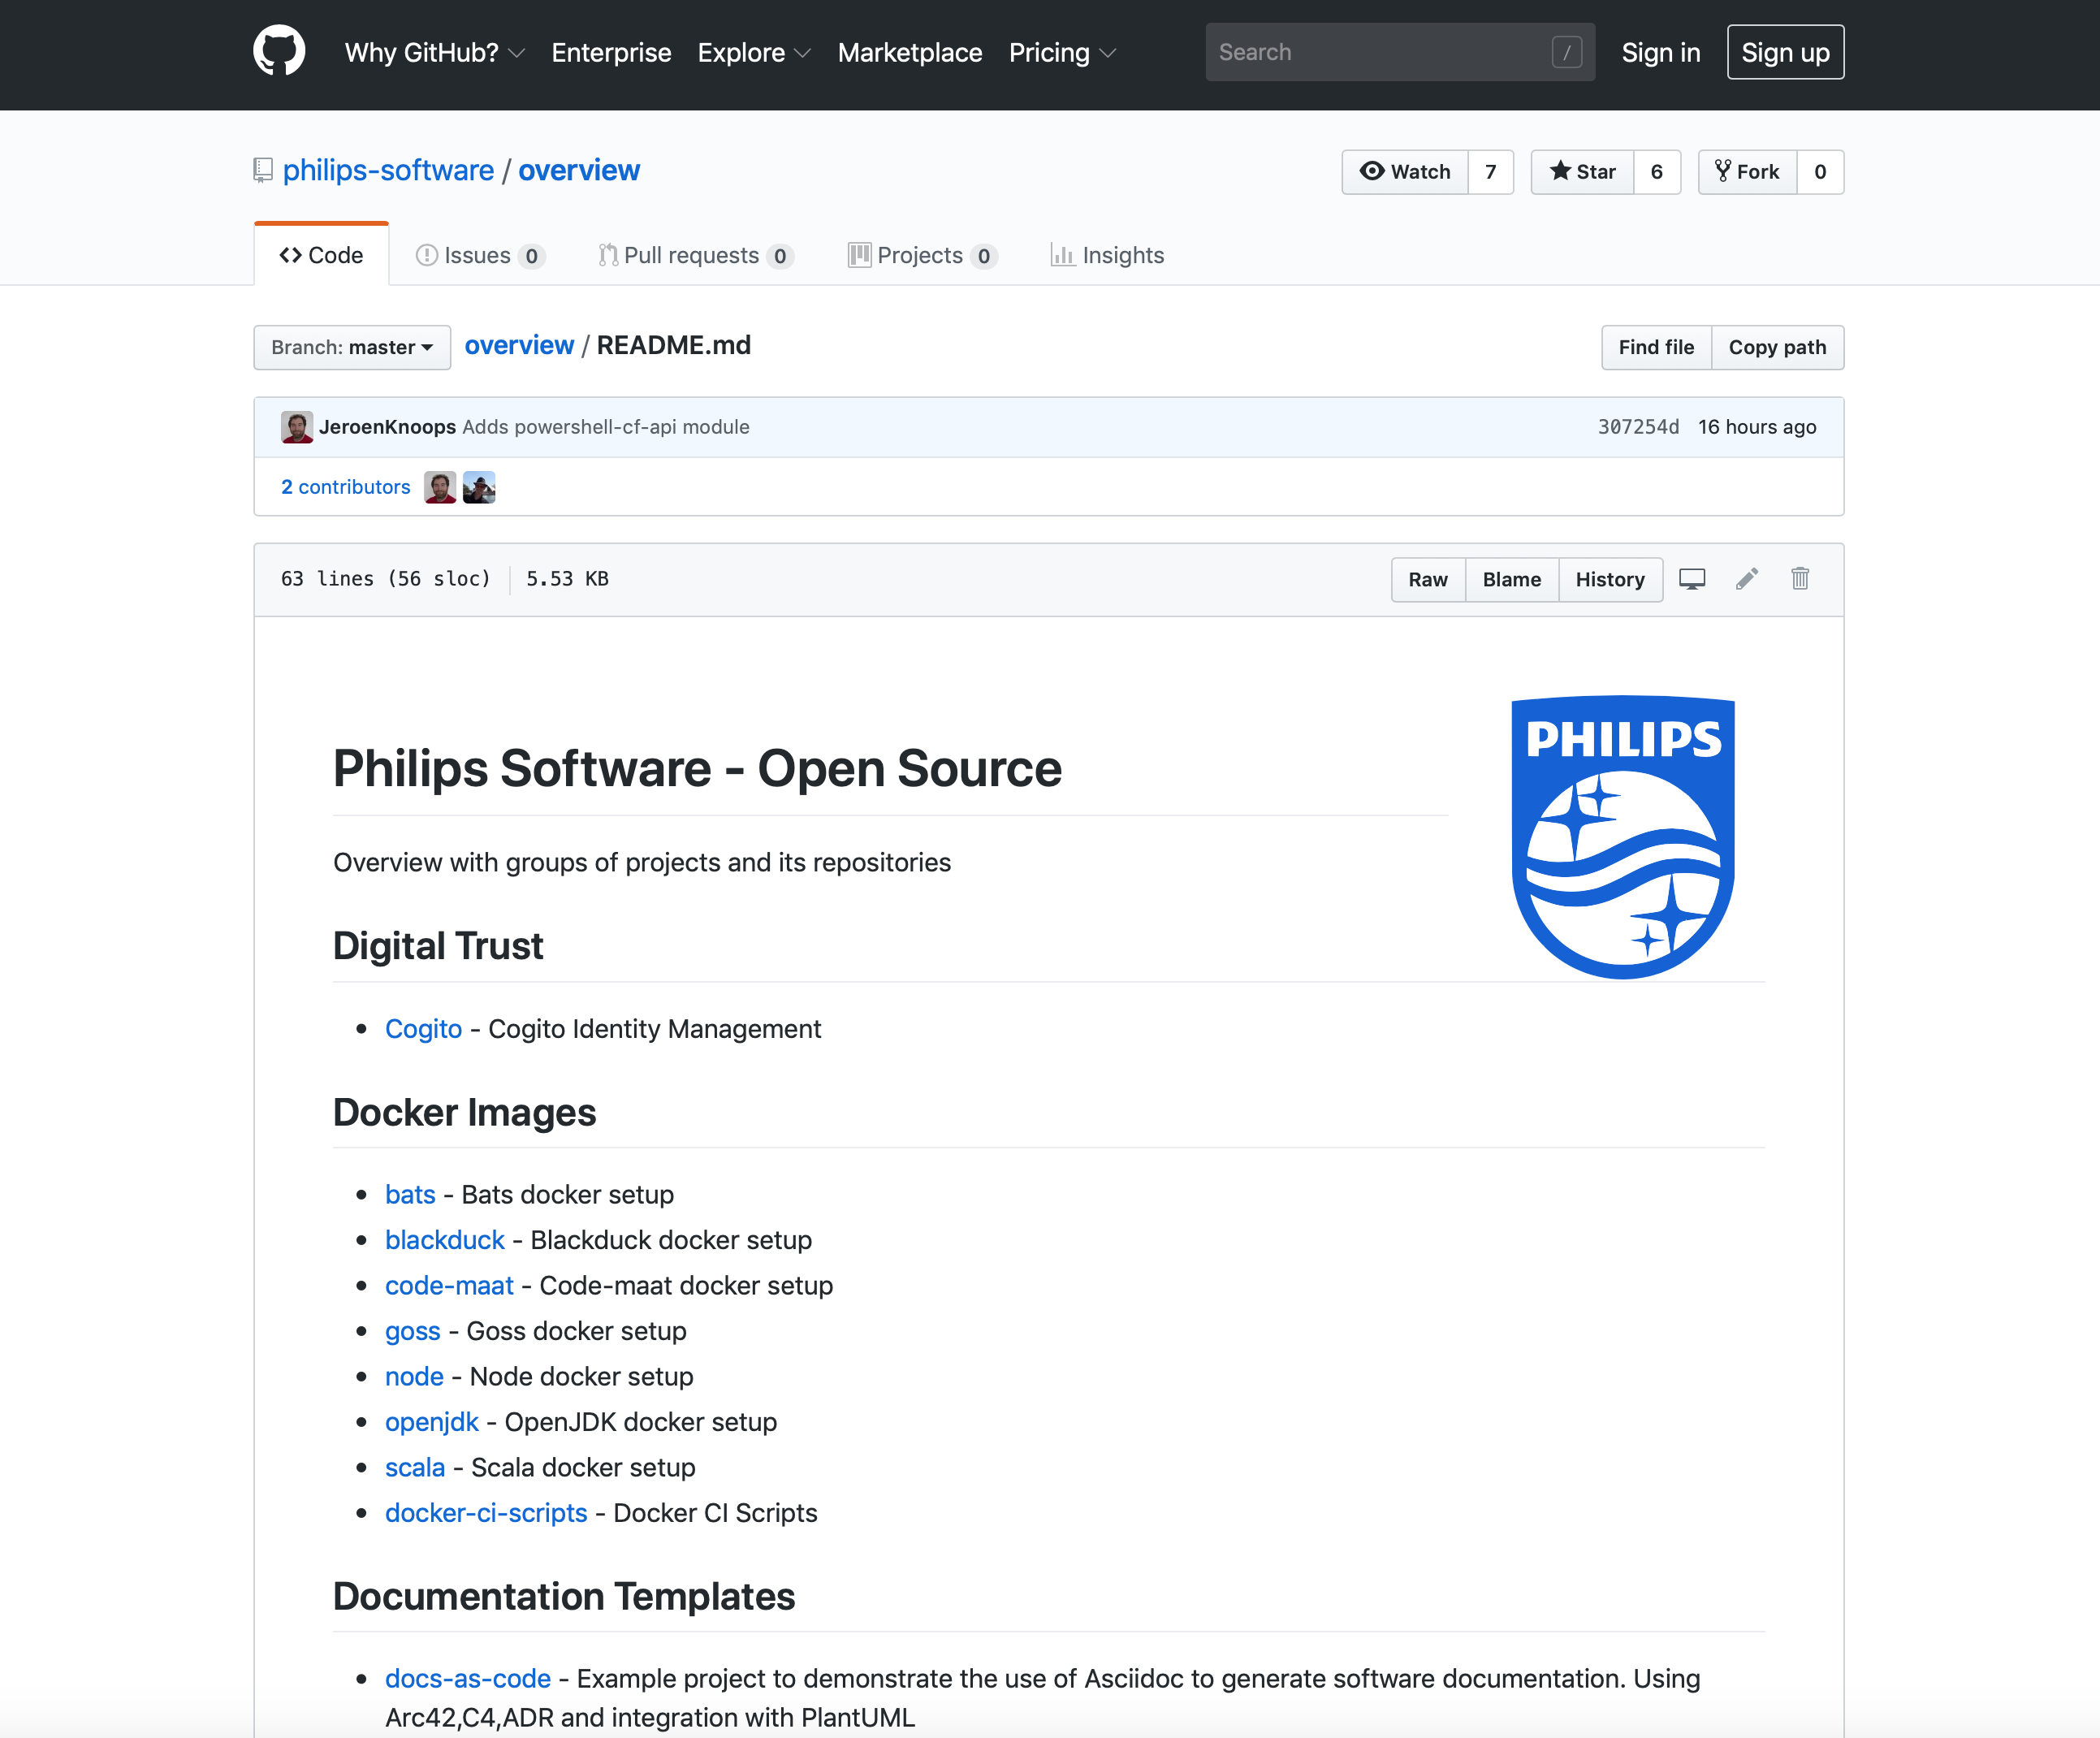 Why GitHub? Enterprise Explore Marketplace Pricing Search / Sign in Sign up
philips-software / overview Watch 7 Star 6 Fork 0
Code Issues 0 Pull requests 0 Projects 0 Insights
Branch: master overview / README.md Find file Copy path
JeroenKnoops Adds powershell-cf-api module 307254d 16 hours ago
2 contributors
63 lines (56 sloc) 5.53 KB Raw Blame History
PHILIPS
Philips Software - Open Source
Overview with groups of projects and its repositories
Digital Trust
Cogito - Cogito Identity Management
Docker Images
bats - Bats docker setup
blackduck - Blackduck docker setup
code-maat - Code-maat docker setup
goss - Goss docker setup
node - Node docker setup
openjdk - OpenJDK docker setup
scala - Scala docker setup
docker-ci-scripts - Docker CI Scripts
Documentation Templates
docs-as-code - Example project to demonstrate the use of Asciidoc to generate software documentation. Using
Arc42,C4,ADR and integration with PlantUML